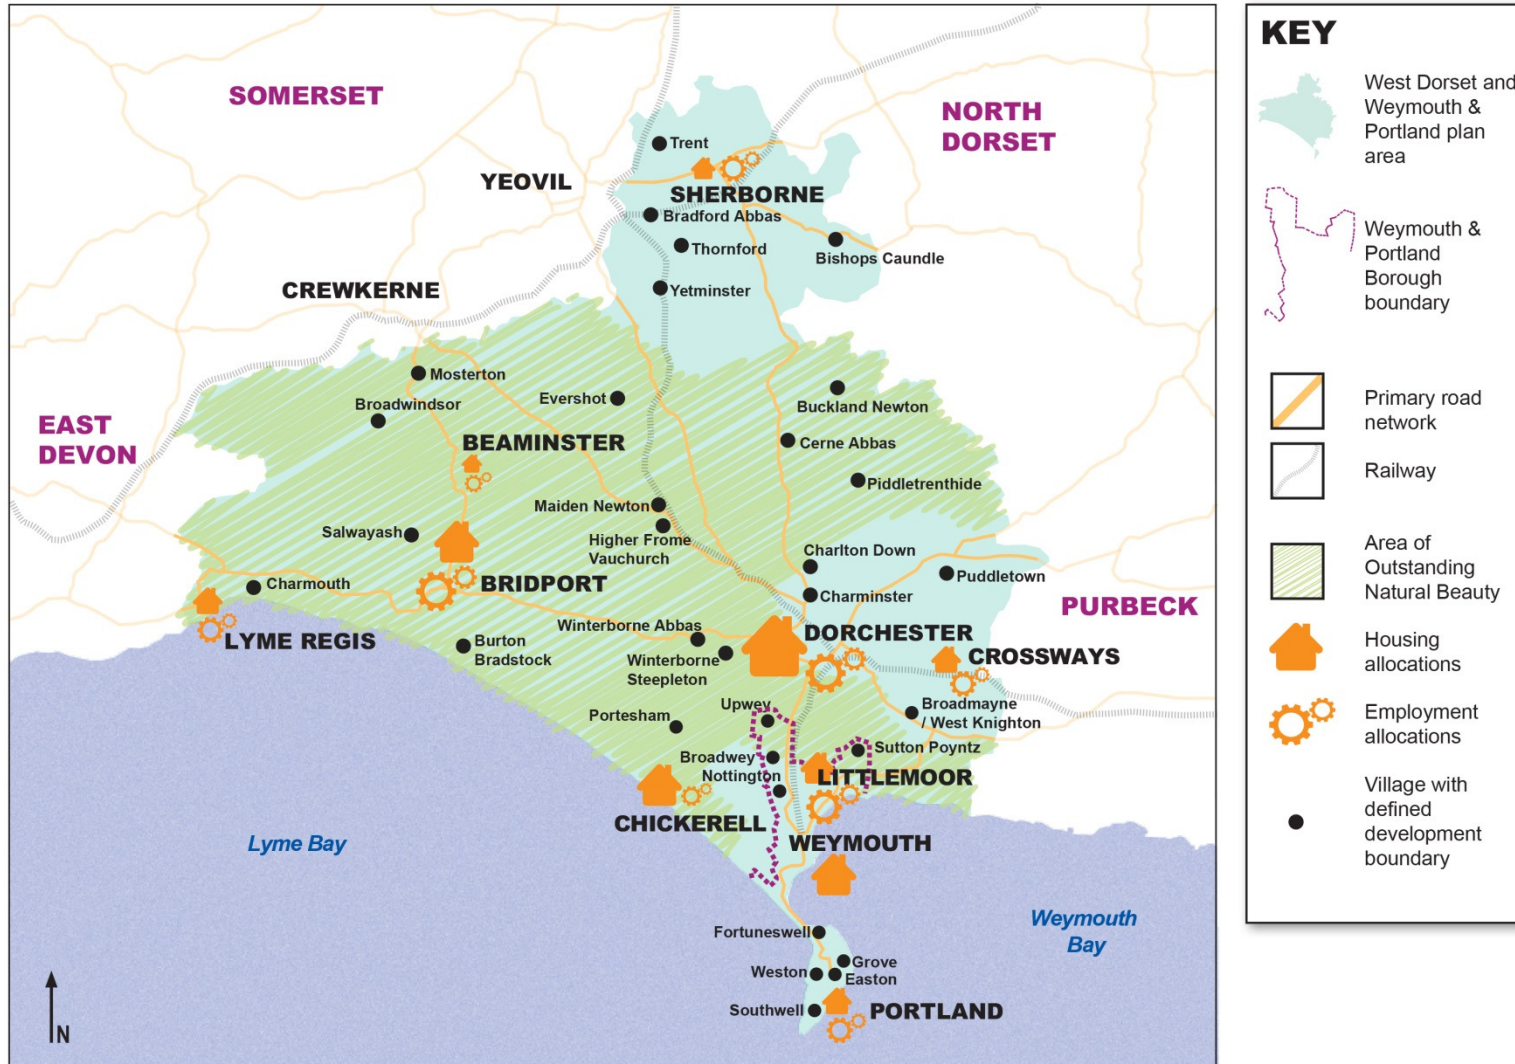 SOMERSET
NORTH
DORSET
Trent
YEOVIL
SHERBORNE
Bradford Abbas
Thornford
Bishops Caundle
CREWKERNE
Yetminster
Mosterton
Evershot
Broadwindsor
Buckland Newton
EAST
DEVON
BEAMINSTER
Cerne Abbas
Piddletrenthide
Maiden Newton
Salwayash
Higher Frome
Vauchurch
Charlton Down
Charmouth
BRIDPORT
Puddletown
Charminster
PURBECK
LYME REGIS
Burton
Bradstock
Winterborne Abbas
Winterborne
Steepleton
DORCHESTER
CROSSWAYS
Portesham
Upwey
Broadmayne
/ West Knighton
Broadwey
Nottington
Sutton Poyntz
LITTLEMOOR
CHICKERELL
WEYMOUTH
Lyme Bay
Weymouth
Bay
Fortuneswell
Grove
Weston
Easton
Southwell
PORTLAND
N
KEY
West Dorset and
Weymouth &
Portland plan
area
Weymouth &
Portland
Borough
boundary
Primary road
network
Railway
Area of
Outstanding
Natural Beauty
Housing
allocations
Employment
allocations
Village with
defined
development
boundary